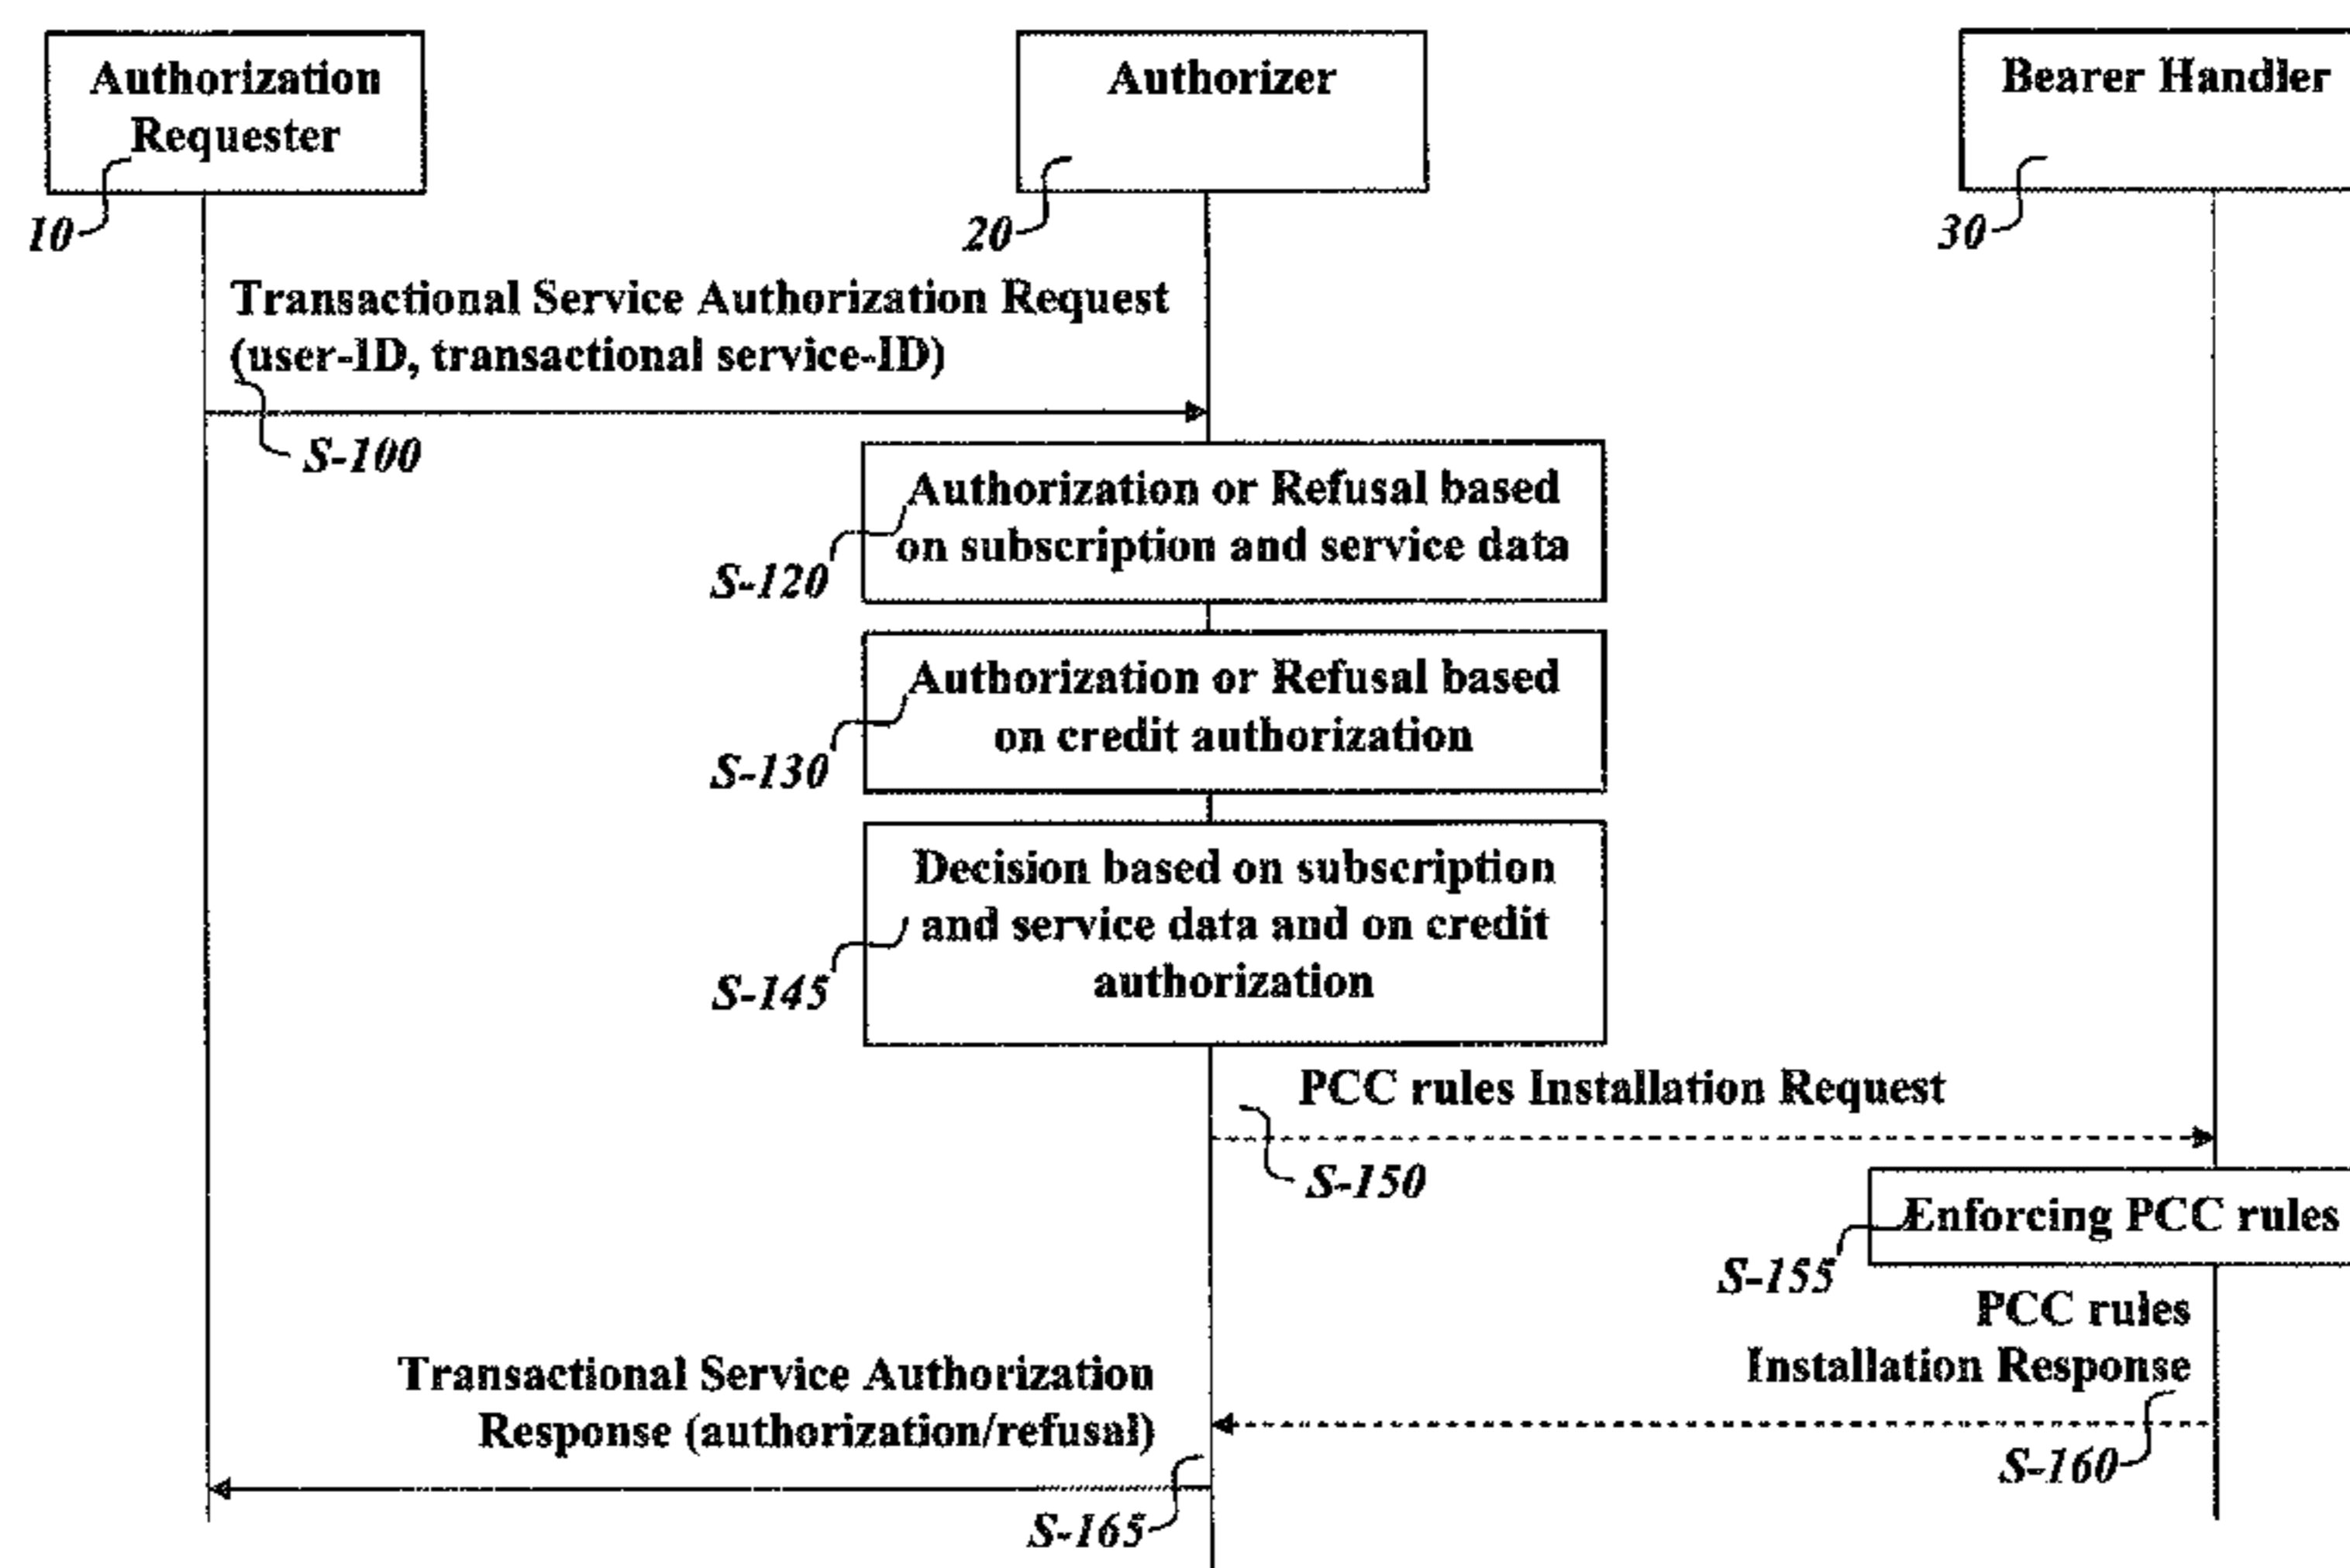 Authorization
Requester
Authorizer
Bearer Handler
10
20
30
Transactional Service Authorization Request
(user-ID, transactional service-ID)
S-100
Authorization or Refusal based
on subscription and service data
S-120
Authorization or Refusal based
on credit authorization
S-130
Decision based on subscription
and service data and on credit
authorization
S-145
PCC rules Installation Request
S-150
Enforcing PCC rules
S-155
PCC rules
Installation Response
S-160
Transactional Service Authorization
Response (authorization/refusal)
S-165